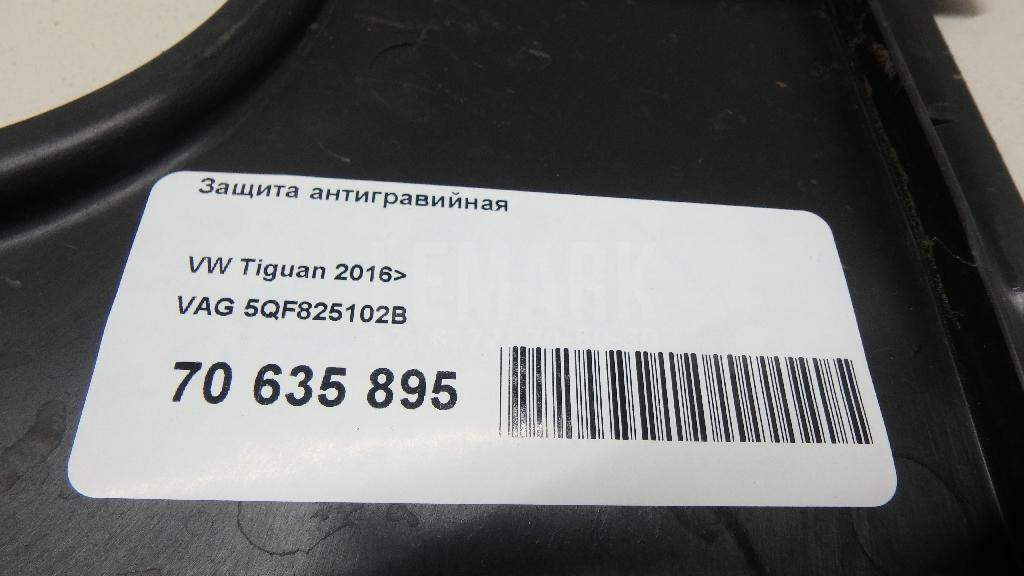 Защита антигравийная
VW Tiguan 2016>
VAG 5QF825102B
70 635 895